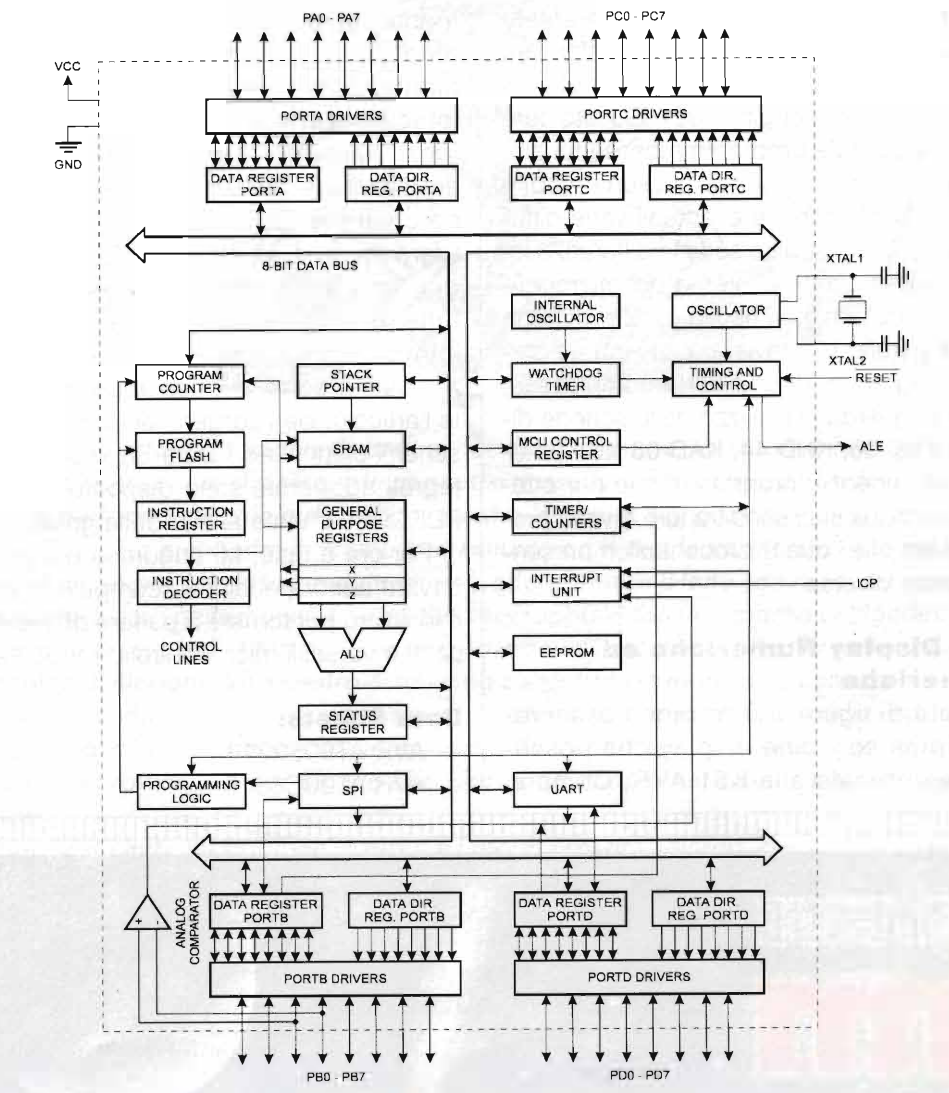 PA0 - PA7
PC0 - PC7
VCC
GND
PORTA DRIVERS
PORTC DRIVERS
DATA REGISTER
PORTA
DATA DIR.
REG. PORTA
DATA REGISTER
PORTC
DATA DIR.
REG. PORTC
8-BIT DATA BUS
XTAL1
INTERNAL
OSCILLATOR
OSCILLATOR
XTAL2
RESET
PROGRAM
COUNTER
STACK
POINTER
WATCHDOG
TIMER
TIMING AND
CONTROL
PROGRAM
FLASH
SRAM
MCU CONTROL
REGISTER
ALE
INSTRUCTION
REGISTER
GENERAL
PURPOSE
REGISTERS
TIMER/
COUNTERS
X
Y
Z
INSTRUCTION
DECODER
INTERRUPT
UNIT
ICP
CONTROL
LINES
ALU
EEPROM
STATUS
REGISTER
PROGRAMMING
LOGIC
SPI
UART
ANALOG
COMPARATOR
+ -
DATA REGISTER
PORTB
DATA DIR.
REG. PORTB
DATA REGISTER
PORTD
DATA DIR.
REG. PORTD
PORTB DRIVERS
PORTD DRIVERS
PB0 - PB7
PD0 - PD7